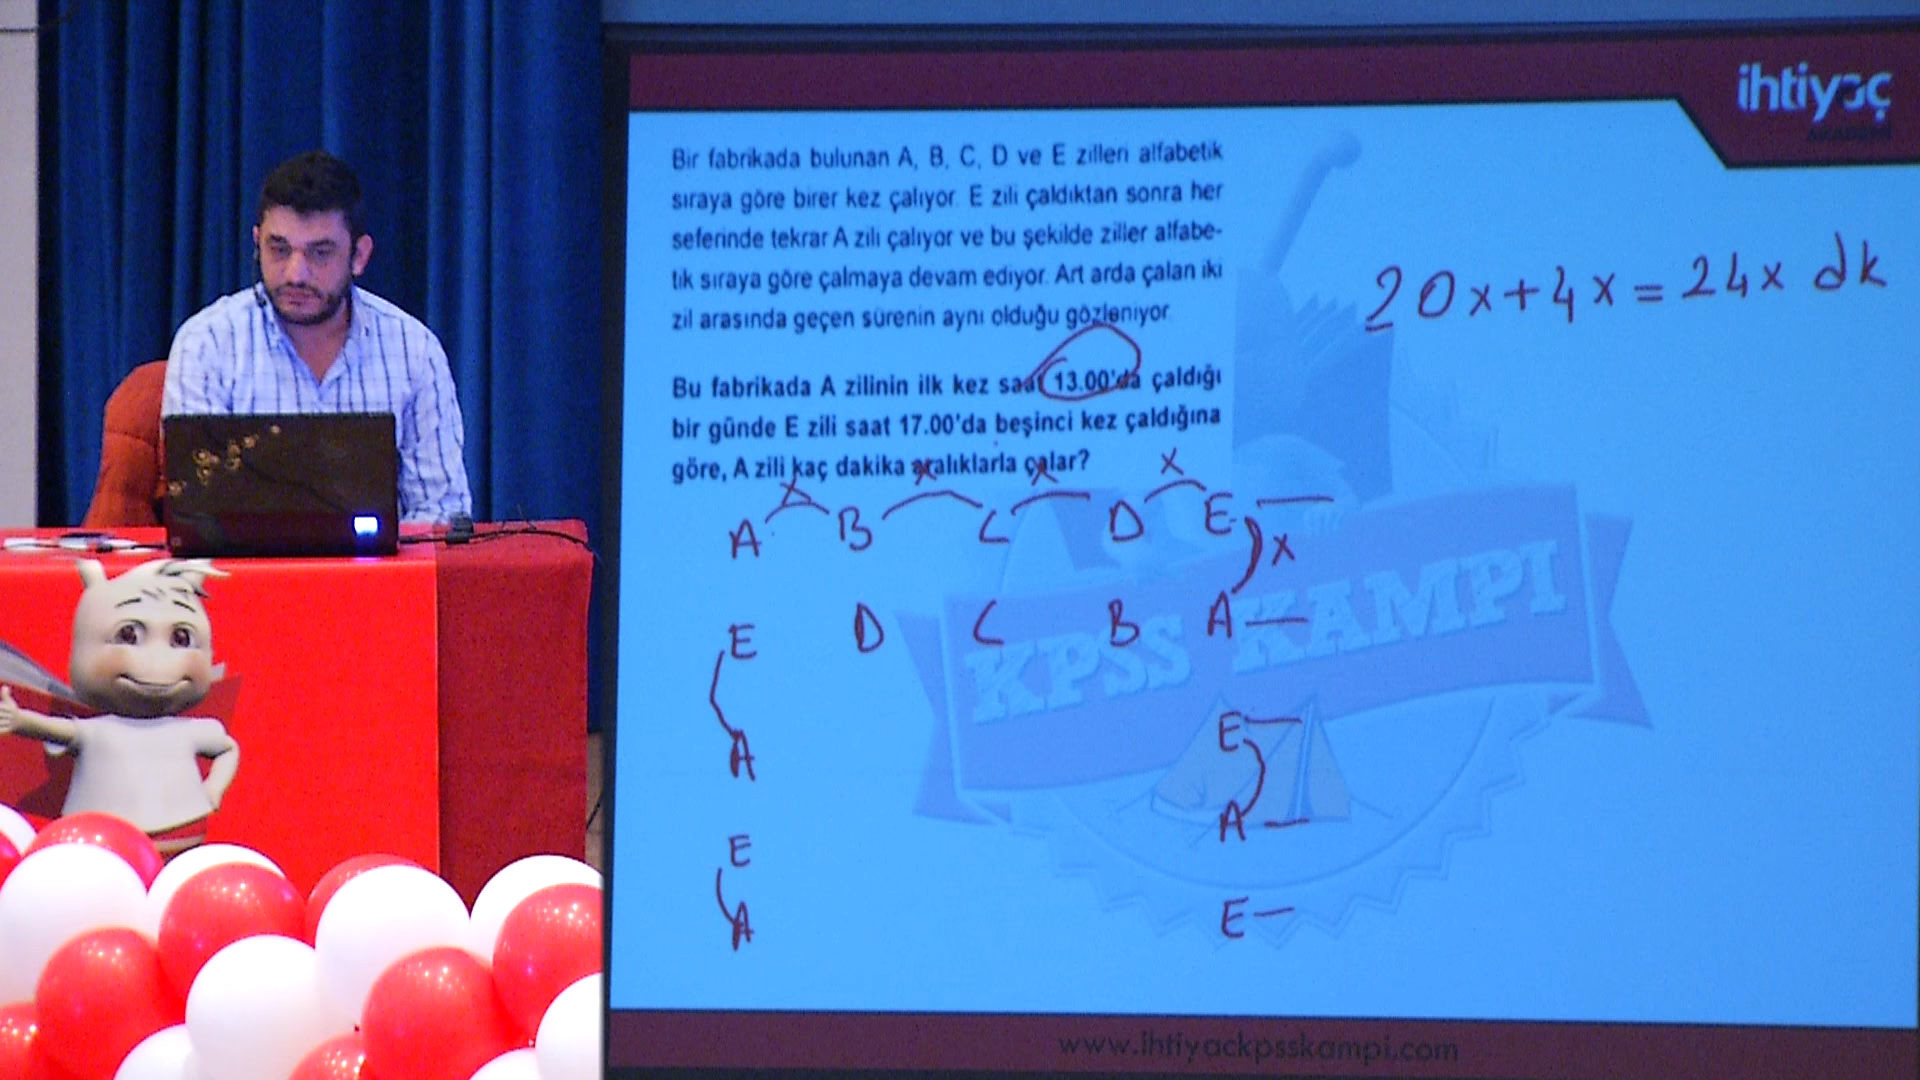 ihtiyaç
AKADEMİ
Bir fabrikada bulunan A, B, C, D ve E zilleri alfabetik
sıraya göre birer kez çalıyor. E zili çaldıktan sonra her
seferinde tekrar A zili çalıyor ve bu şekilde ziller alfabe-
tik sıraya göre çalmaya devam ediyor. Art arda çalan iki
zil arasında geçen sürenin aynı olduğu gözleniyor.
20x+4x=24x dk
Bu fabrikada A zilinin ilk kez saat 13.00'da çaldığı
bir günde E zili saat 17.00'da beşinci kez çaldığına
göre, A zili kaç dakika aralıklarla çalar?
x x x x
A B C D E
x
E D C B A
KPSS KAMPI
A E
A
E
A E
www.ihtiyackpsskampi.com